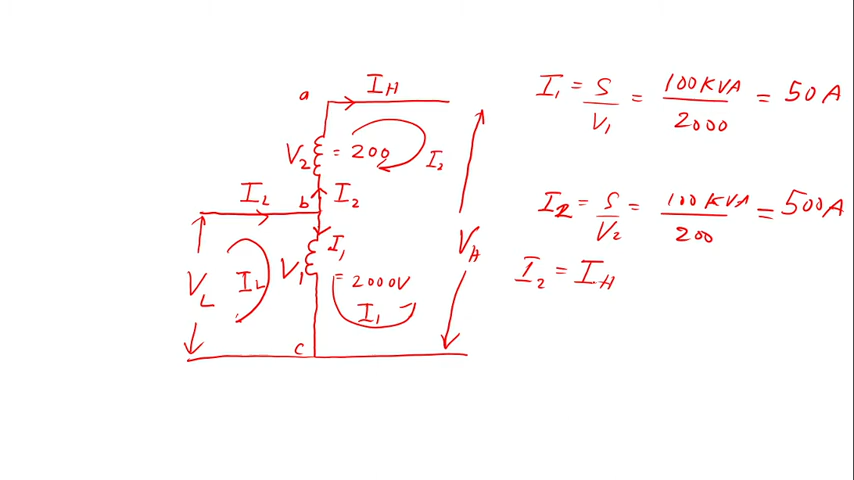 a
I_H
V_2 = 200
I_2
I_L
b
I_2
I_1
V_L
I_L
V_1
= 2000V
I_1
V_H
c
I_1 = S/V_1 = 100KVA/2000 = 50A
I_2 = S/V_2 = 100KVA/200 = 500A
I_2 = I_H